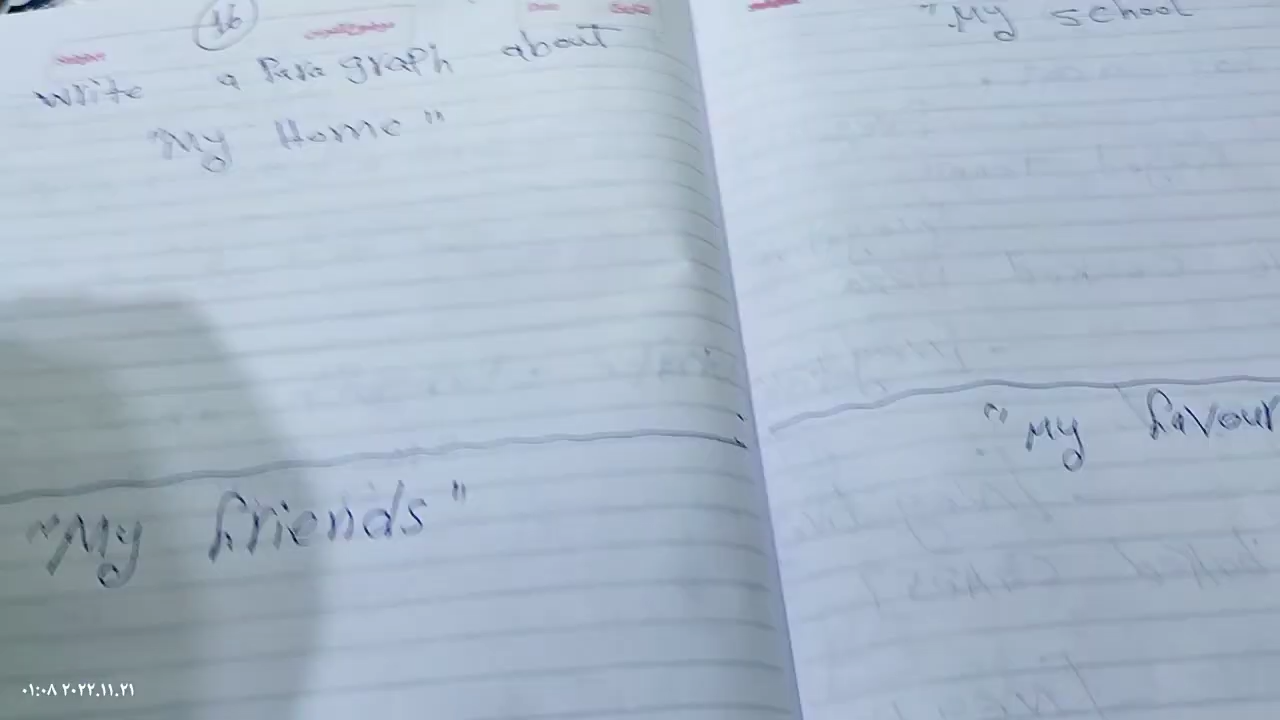 16
write a Paragraph about
"My Home"
"My friends"
"My school
"My favour
٠١:٠٨ ٢٠٢٢.١١.٢١